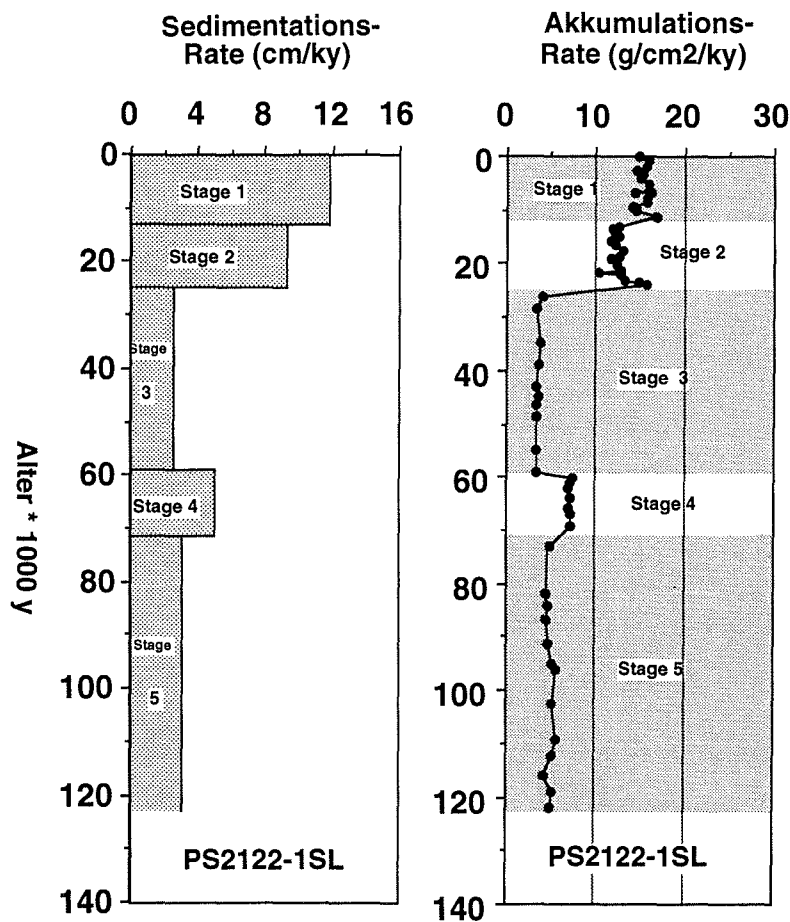 Sedimentations-
Rate (cm/ky)
0 4 8 12 16
0
20
40
60
80
100
120
140
Alter * 1000 y
Stage 1
Stage 2
Stage
3
Stage 4
Stage
5
PS2122-1SL
Akkumulations-
Rate (g/cm2/ky)
0 10 20 30
0
20
40
60
80
100
120
140
Stage 1
Stage 2
Stage 3
Stage 4
Stage 5
PS2122-1SL